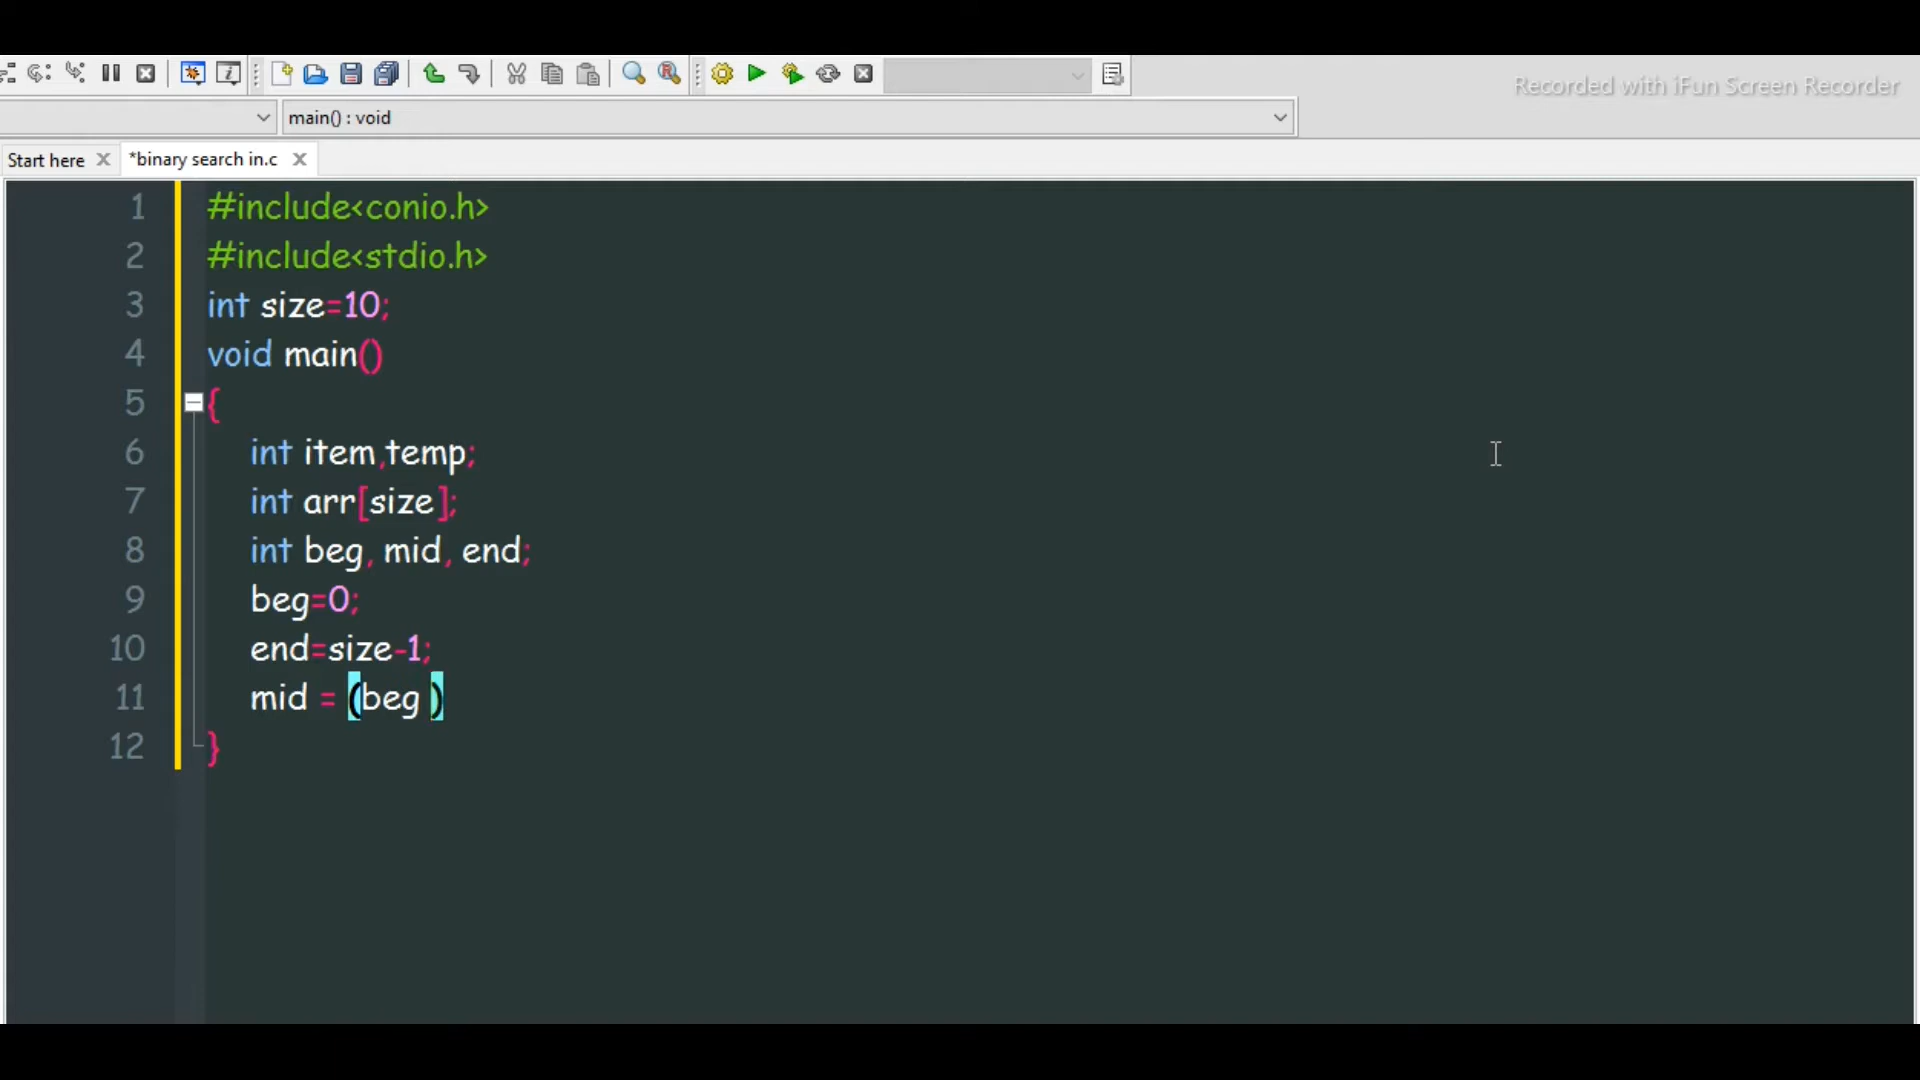 Recorded with iFun Screen Recorder
main() : void
Start here
*binary search in.c
1 #include<conio.h>
2 #include<stdio.h>
3 int size=10;
4 void main()
5 {
6 int item,temp;
7 int arr[size];
8 int beg, mid, end;
9 beg=0;
10 end=size-1;
11 mid = (beg )
12 }